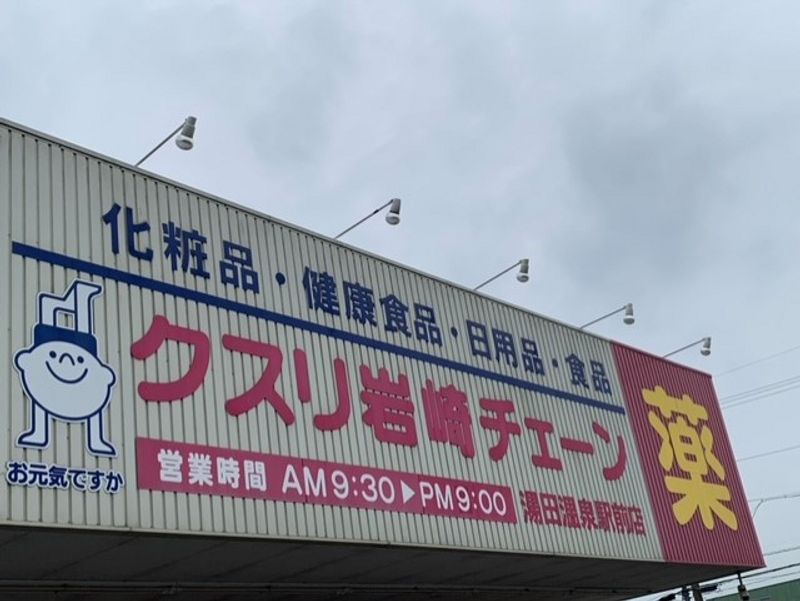 化粧品・健康食品・日用品・食品
クスリ岩崎チェーン
薬
営業時間 AM9:30▶PM9:00
湯田温泉駅前店
お元気ですか